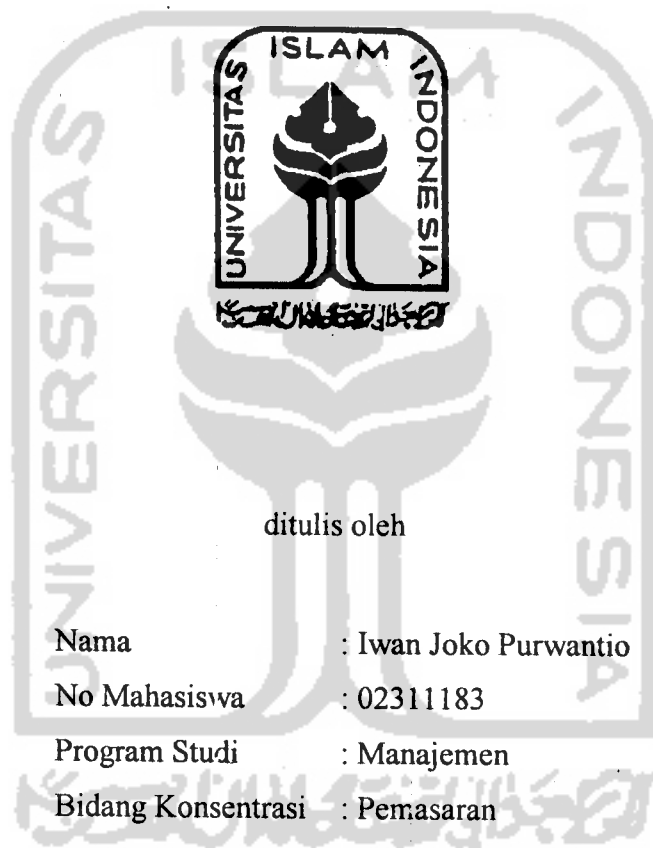 ISLAM
UNIVERSITAS
INDONESIA
ditulis oleh
Nama : Iwan Joko Purwantio
No Mahasiswa : 02311183
Program Studi : Manajemen
Bidang Konsentrasi : Pemasaran